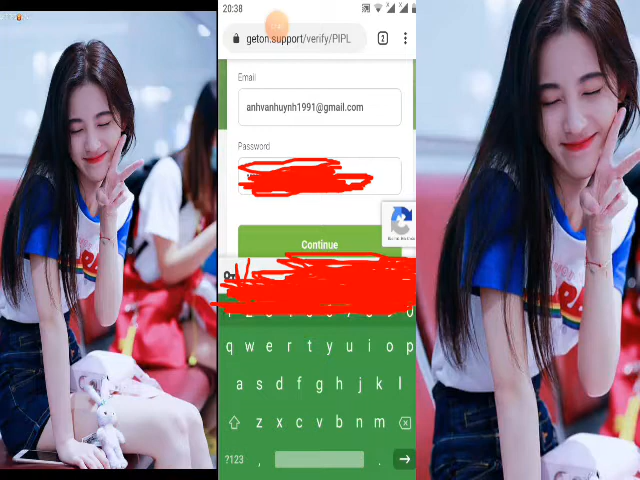 20:38
geton.support/verify/PIPL
2
Email
anhvanhuynh1991@gmail.com
Password
Continue
q w e r t y u i o p
a s d f g h j k l
z x c v b n m
?123 , .